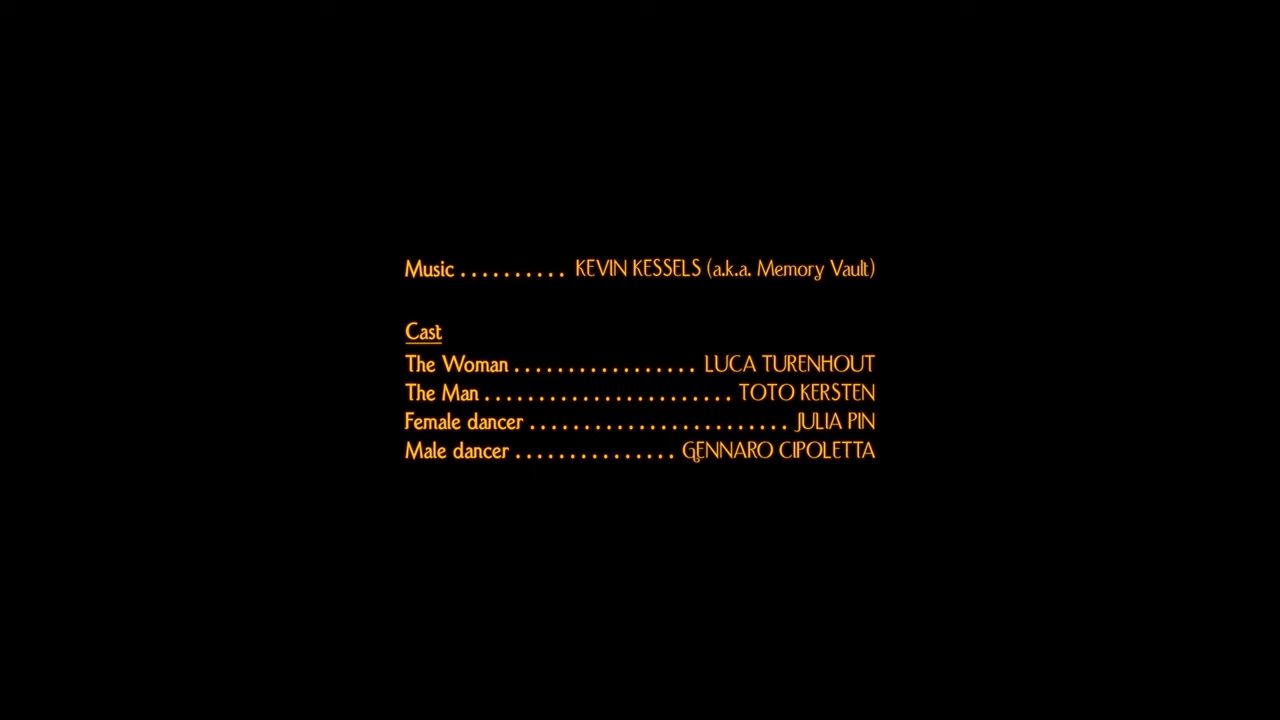 Music . . . . . . . . . . KEVIN KESSELS (a.k.a. Memory Vault)
Cast
The Woman . . . . . . . . . . . . . . . . . LUCA TURENHOUT
The Man . . . . . . . . . . . . . . . . . . . . . . . TOTO KERSTEN
Female dancer . . . . . . . . . . . . . . . . . . . . . . . . JULIA PIN
Male dancer . . . . . . . . . . . . . . . GENNARO CIPOLETTA